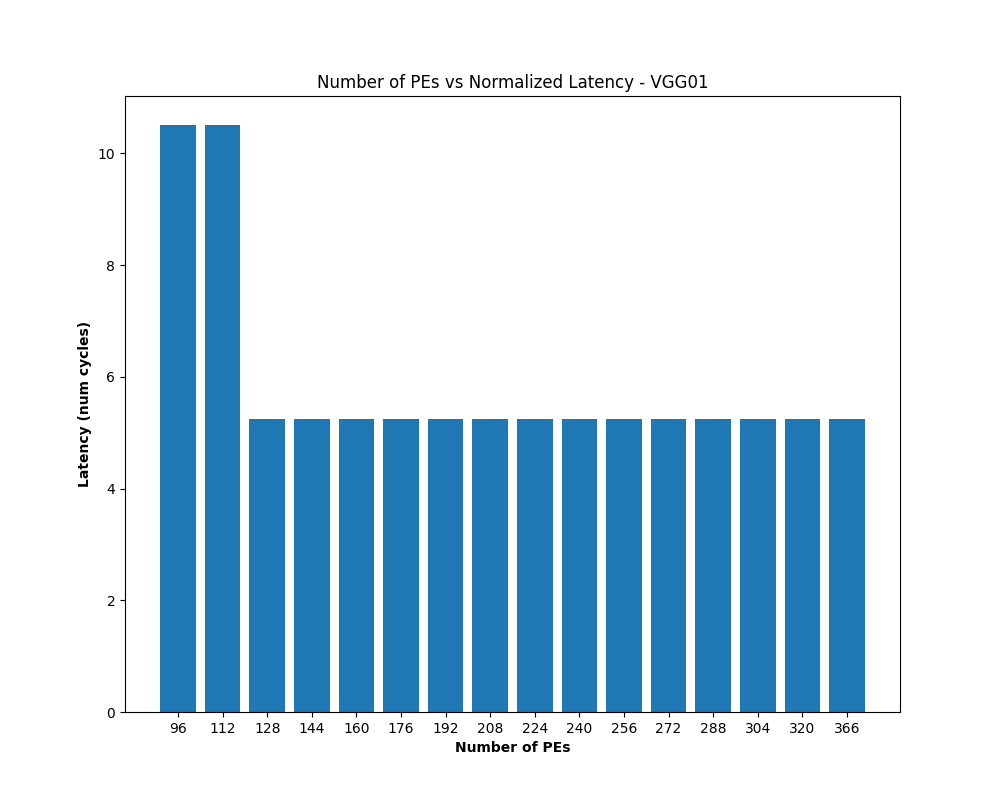 Number of PEs vs Normalized Latency - VGG01
10
8
6
4
2
0
Latency (num cycles)
96 112 128 144 160 176 192 208 224 240 256 272 288 304 320 366
Number of PEs